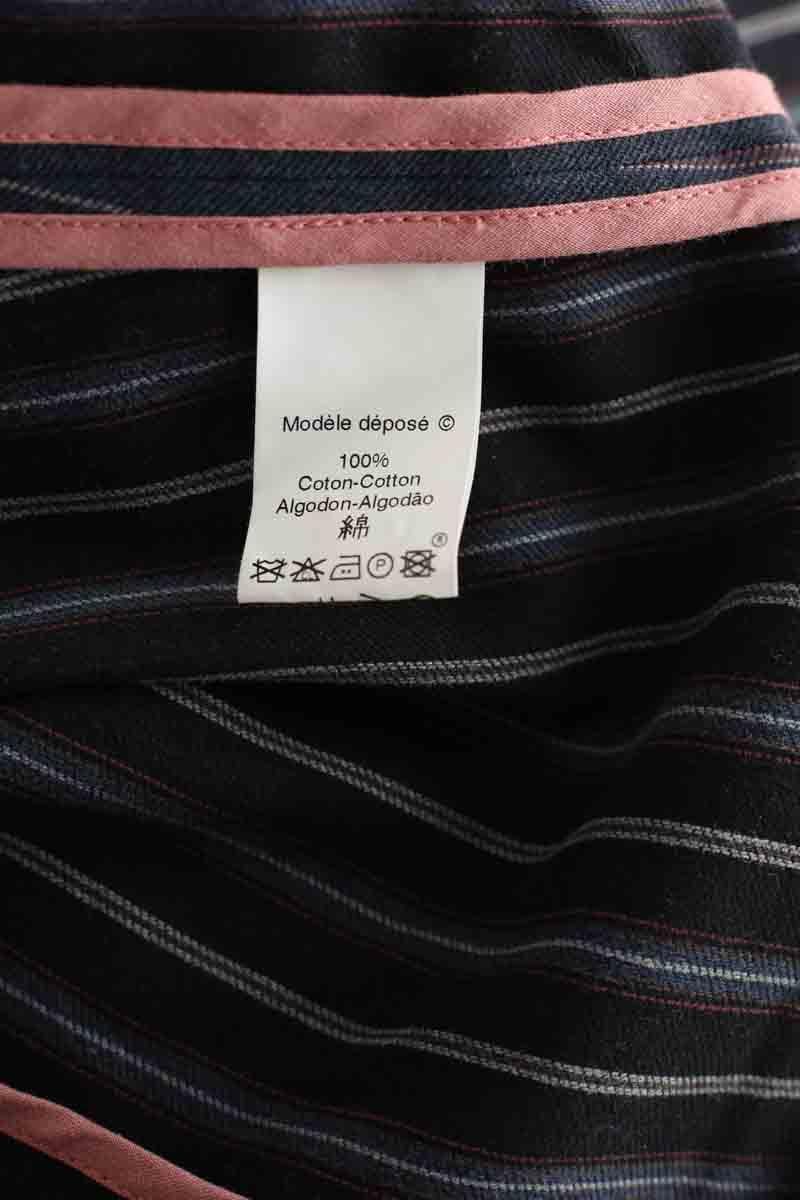 Modèle déposé ©
100%
Coton-Cotton
Algodon-Algodão
綿
®
P